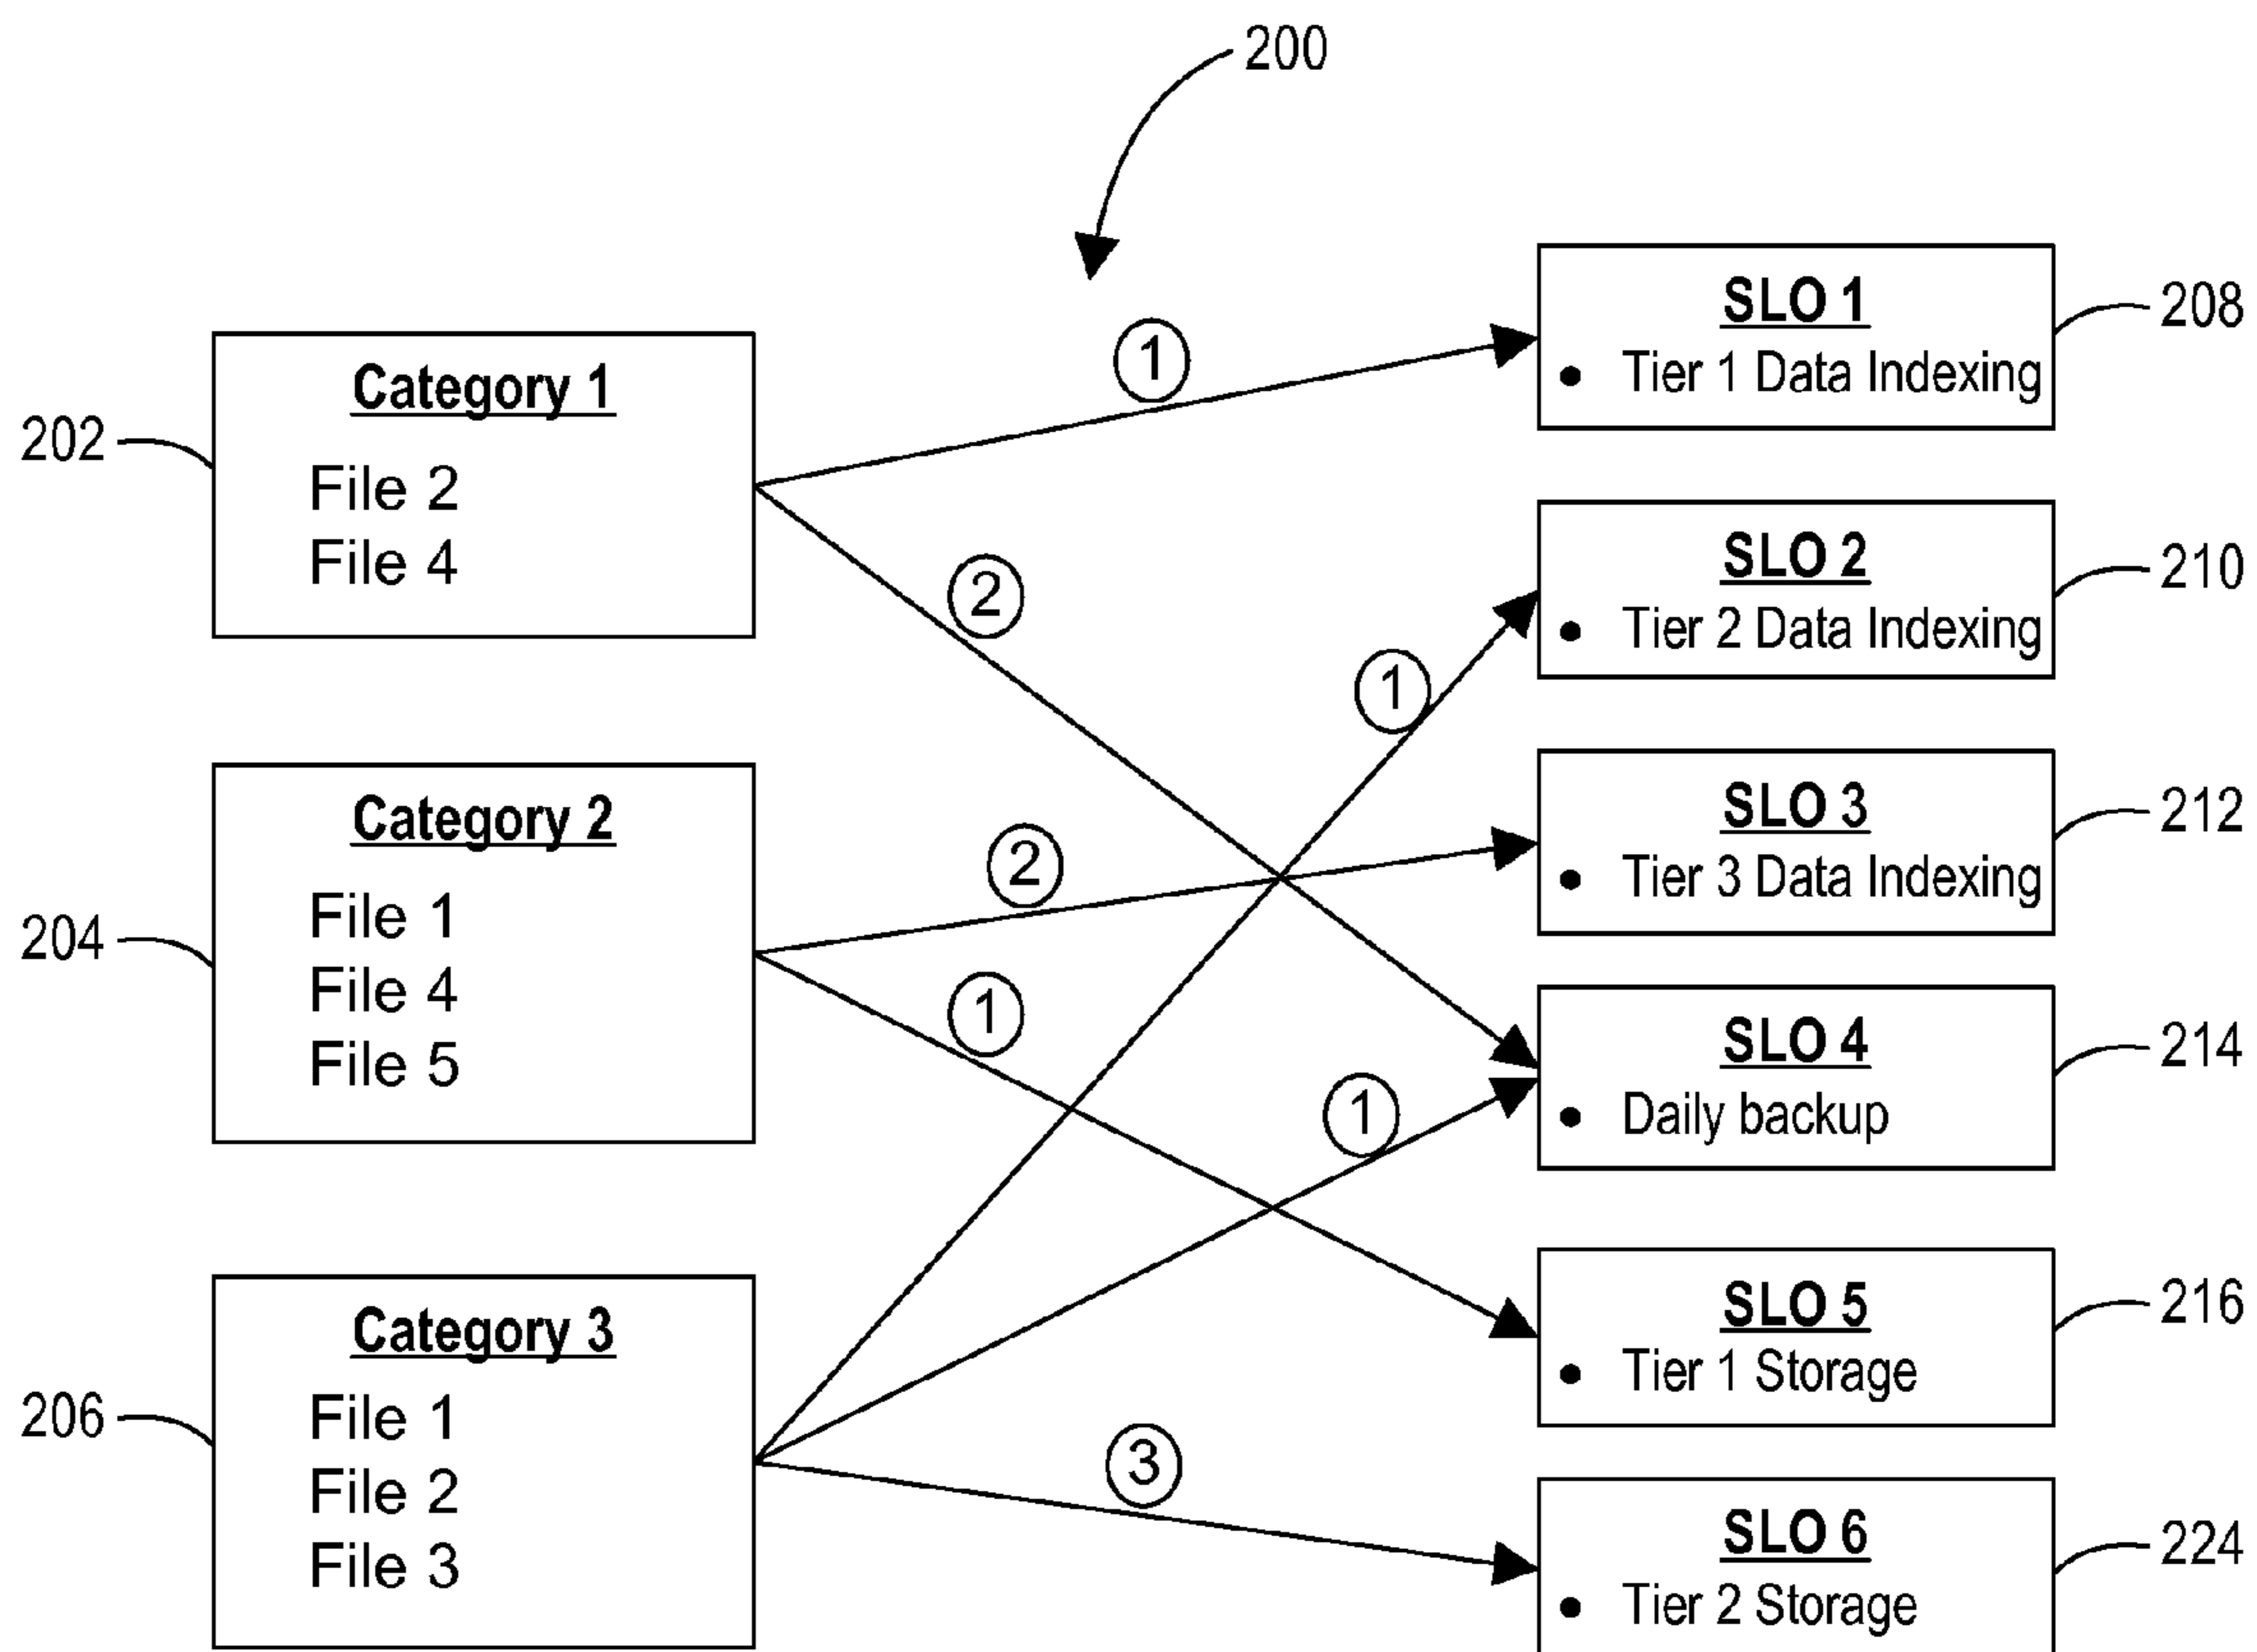 200
202
Category 1
File 2
File 4
204
Category 2
File 1
File 4
File 5
206
Category 3
File 1
File 2
File 3
1
2
1
2
1
1
3
SLO 1
• Tier 1 Data Indexing
208
SLO 2
• Tier 2 Data Indexing
210
SLO 3
• Tier 3 Data Indexing
212
SLO 4
• Daily backup
214
SLO 5
• Tier 1 Storage
216
SLO 6
• Tier 2 Storage
224